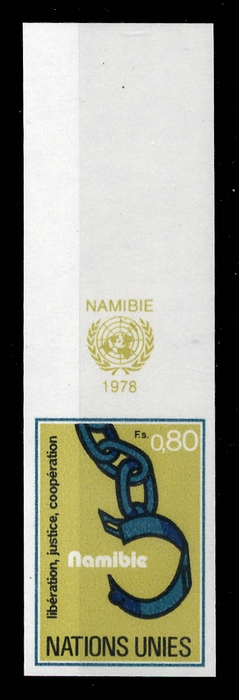 NAMIBIE
1978
F.s. 0,80
libération, justice, coopération
Namibie
NATIONS UNIES